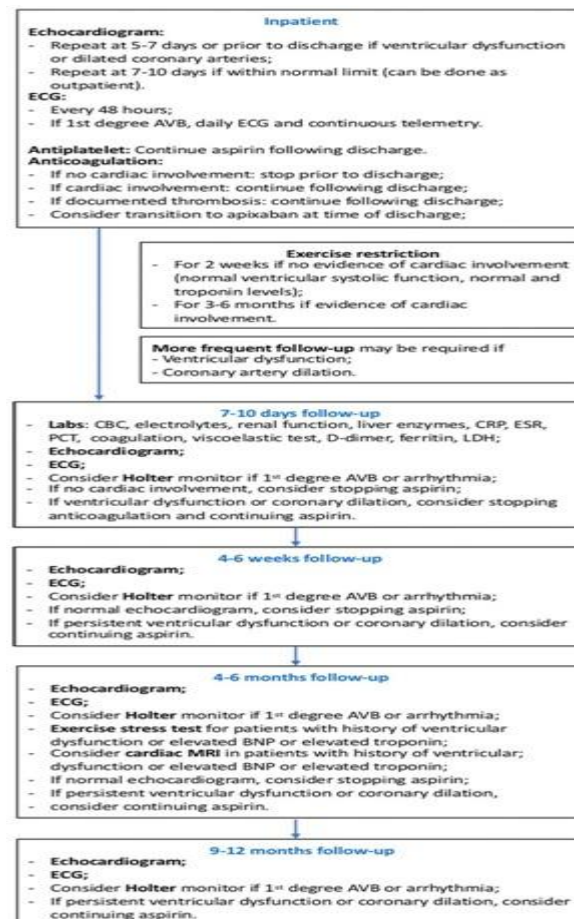 Inpatient
Echocardiogram:
- Repeat at 5-7 days or prior to discharge if ventricular dysfunction
or dilated coronary arteries;
- Repeat at 7-10 days if within normal limit (can be done as
outpatient).
ECG:
- Every 48 hours;
- If 1st degree AVB, daily ECG and continuous telemetry.
Antiplatelet: Continue aspirin following discharge.
Anticoagulation:
- If no cardiac involvement: stop prior to discharge;
- If cardiac involvement: continue following discharge;
- If documented thrombosis: continue following discharge;
- Consider transition to apixaban at time of discharge;
Exercise restriction
- For 2 weeks if no evidence of cardiac involvement
(normal ventricular systolic function, normal and
troponin levels);
- For 3-6 months if evidence of cardiac
involvement.
More frequent follow-up may be required if
- Ventricular dysfunction;
- Coronary artery dilation.
7-10 days follow-up
- Labs: CBC, electrolytes, renal function, liver enzymes, CRP, ESR,
PCT, coagulation, viscoelastic test, D-dimer, ferritin, LDH;
- Echocardiogram;
- ECG;
- Consider Holter monitor if 1st degree AVB or arrhythmia;
- If no cardiac involvement, consider stopping aspirin;
- If ventricular dysfunction or coronary dilation, consider stopping
anticoagulation and continuing aspirin.
4-6 weeks follow-up
- Echocardiogram;
- ECG;
- Consider Holter monitor if 1st degree AVB or arrhythmia;
- If normal echocardiogram, consider stopping aspirin;
- If persistent ventricular dysfunction or coronary dilation, consider
continuing aspirin.
4-6 months follow-up
- Echocardiogram;
- ECG;
- Consider Holter monitor if 1st degree AVB or arrhythmia;
- Exercise stress test for patients with history of ventricular
dysfunction or elevated BNP or elevated troponin;
- Consider cardiac MRI in patients with history of ventricular;
dysfunction or elevated BNP or elevated troponin;
- If normal echocardiogram, consider stopping aspirin;
- If persistent ventricular dysfunction or coronary dilation,
- consider continuing aspirin.
9-12 months follow-up
- Echocardiogram;
- ECG;
- Consider Holter monitor if 1st degree AVB or arrhythmia;
- If persistent ventricular dysfunction or coronary dilation, consider
continuing aspirin.